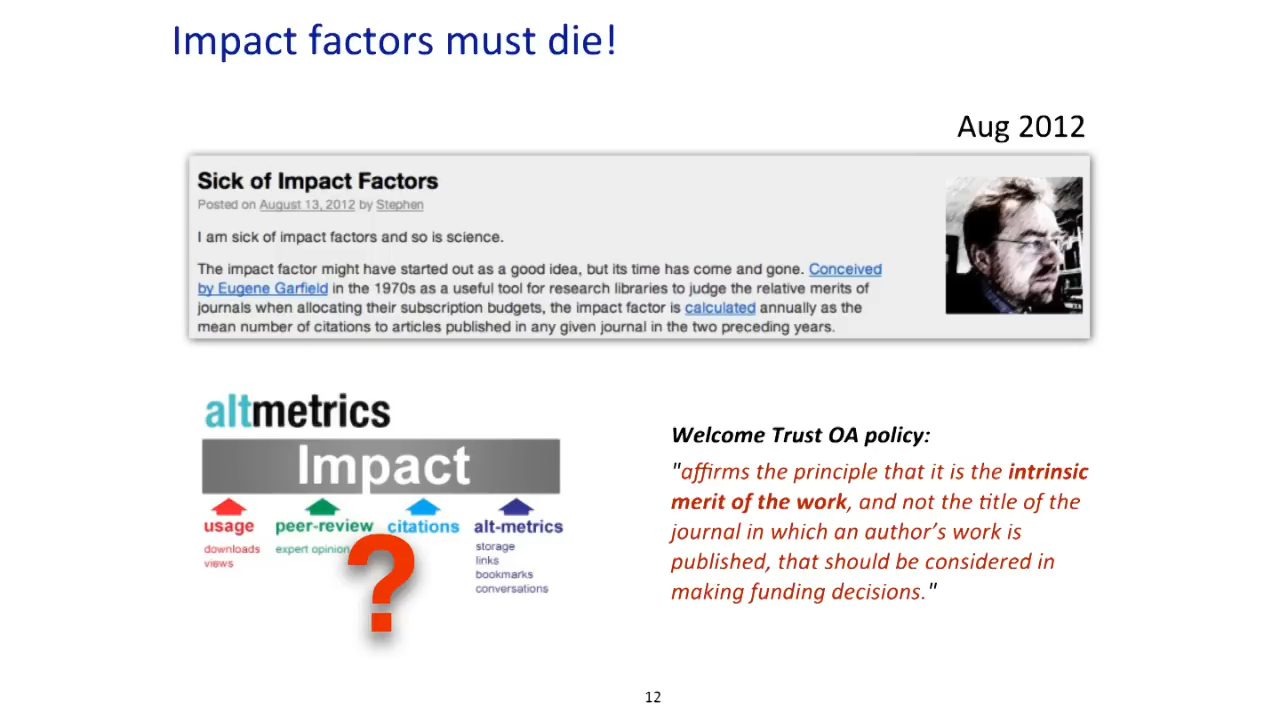 Impact factors must die!
Aug 2012
Sick of Impact Factors
Posted on August 13, 2012 by Stephen
I am sick of impact factors and so is science.
The impact factor might have started out as a good idea, but its time has come and gone. Conceived
by Eugene Garfield in the 1970s as a useful tool for research libraries to judge the relative merits of
journals when allocating their subscription budgets, the impact factor is calculated annually as the
mean number of citations to articles published in any given journal in the two preceding years.
altmetrics
Impact
usage peer-review citations alt-metrics
downloads
views
expert opinion
storage
links
bookmarks
conversations
?
Welcome Trust OA policy:
"affirms the principle that it is the intrinsic
merit of the work, and not the title of the
journal in which an author’s work is
published, that should be considered in
making funding decisions."
12